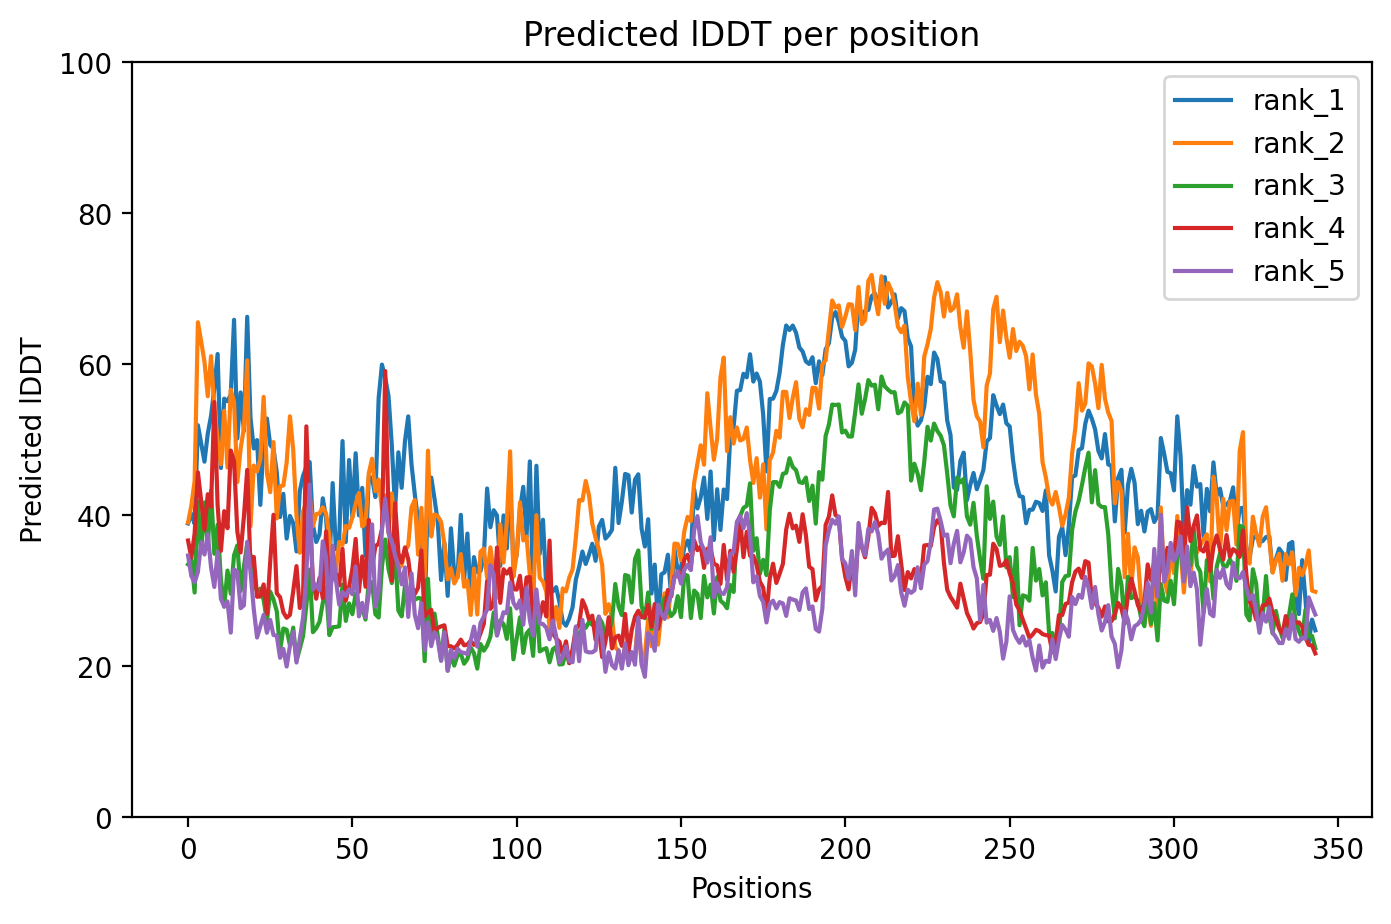 Predicted lDDT per position
100
80
60
40
20
0
Predicted lDDT
rank_1
rank_2
rank_3
rank_4
rank_5
0 50 100 150 200 250 300 350
Positions